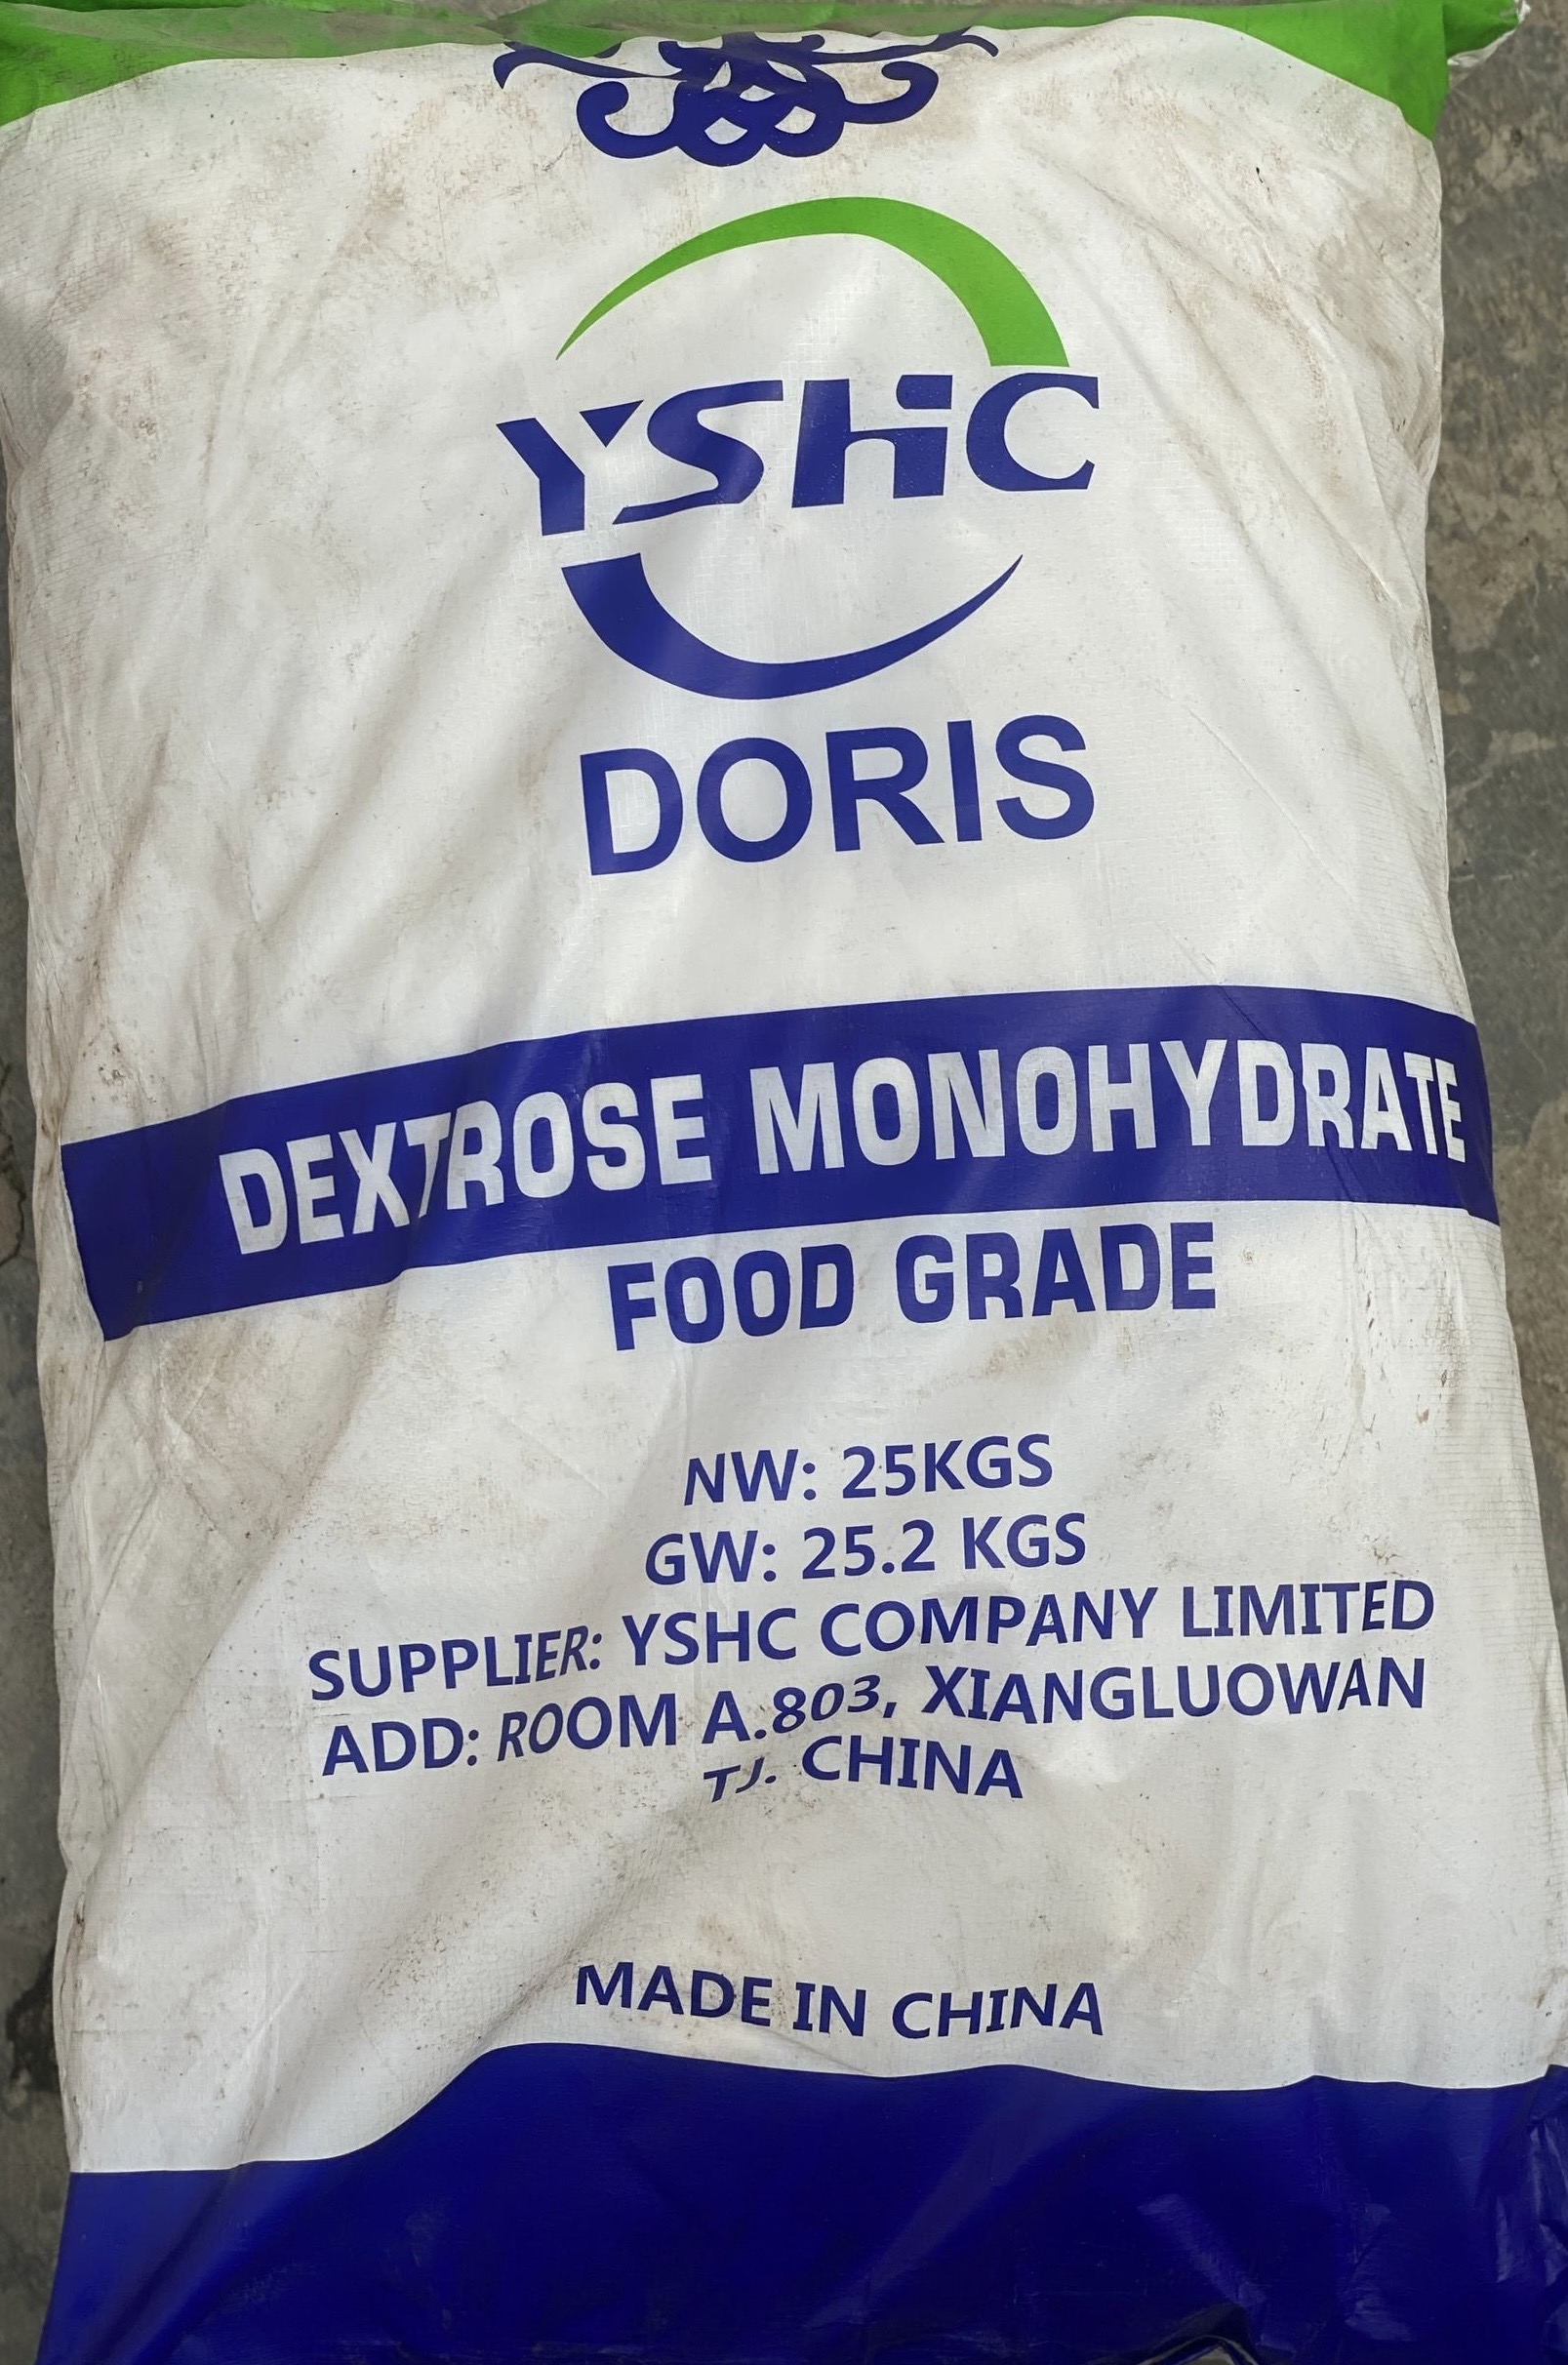 YSHC
DORIS
DEXTROSE MONOHYDRATE
FOOD GRADE
NW: 25KGS
GW: 25.2 KGS
SUPPLIER: YSHC COMPANY LIMITED
ADD: ROOM A.803, XIANGLUOWAN
TJ. CHINA
MADE IN CHINA